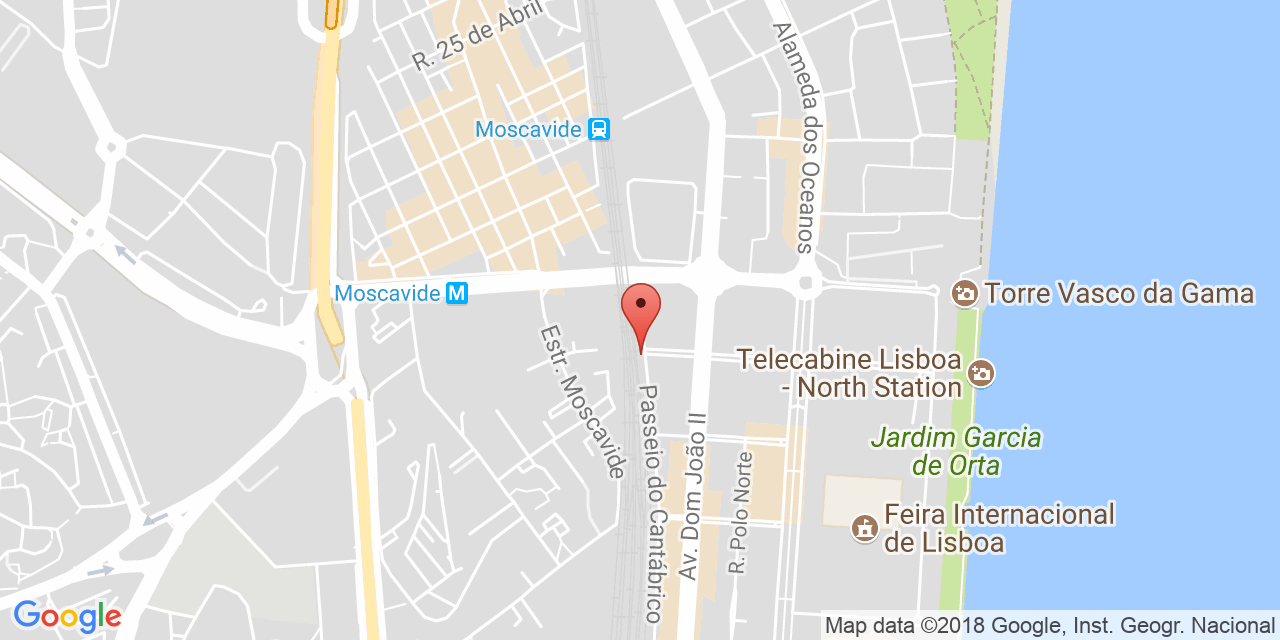 R. 25 de Abril
Alameda dos Oceanos
Moscavide
Moscavide M
Torre Vasco da Gama
Estr. Moscavide
Telecabine Lisboa
- North Station
Passeio do Cantábrico
Av. Dom João II
R. Polo Norte
Jardim Garcia
de Orta
Feira Internacional
de Lisboa
Google
Map data ©2018 Google, Inst. Geogr. Nacional